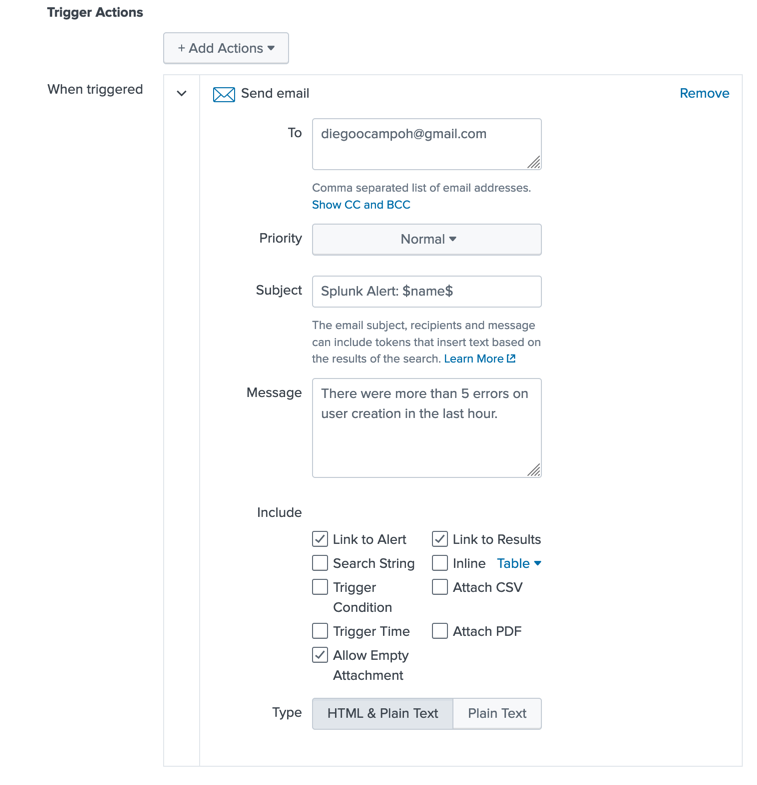 Trigger Actions
+ Add Actions
When triggered
Send email
Remove
To
diegoocampoh@gmail.com
Comma separated list of email addresses.
Show CC and BCC
Priority
Normal
Subject
Splunk Alert: $name$
The email subject, recipients and message
can include tokens that insert text based on
the results of the search. Learn More
Message
There were more than 5 errors on
user creation in the last hour.
Include
Link to Alert
Link to Results
Search String
Inline Table
Trigger
Condition
Attach CSV
Trigger Time
Attach PDF
Allow Empty
Attachment
Type
HTML & Plain Text
Plain Text